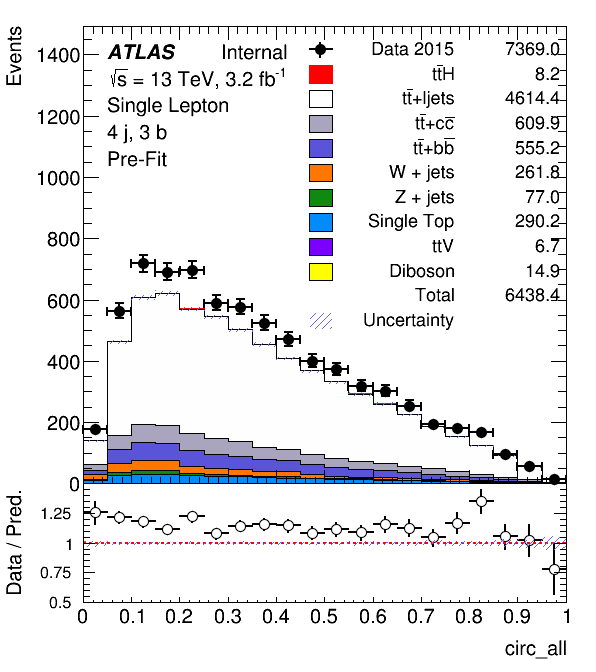 Events
1400
1200
1000
800
600
400
200
0
ATLAS Internal
√s = 13 TeV, 3.2 fb⁻¹
Single Lepton
4 j, 3 b
Pre-Fit
Data 2015 7369.0
tt̄H 8.2
tt̄+ljets 4614.4
tt̄+cc̄ 609.9
tt̄+bb̄ 555.2
W + jets 261.8
Z + jets 77.0
Single Top 290.2
ttV 6.7
Diboson 14.9
Total 6438.4
Uncertainty
Data / Pred.
1.25
1
0.75
0.5
0 0.1 0.2 0.3 0.4 0.5 0.6 0.7 0.8 0.9 1
circ_all